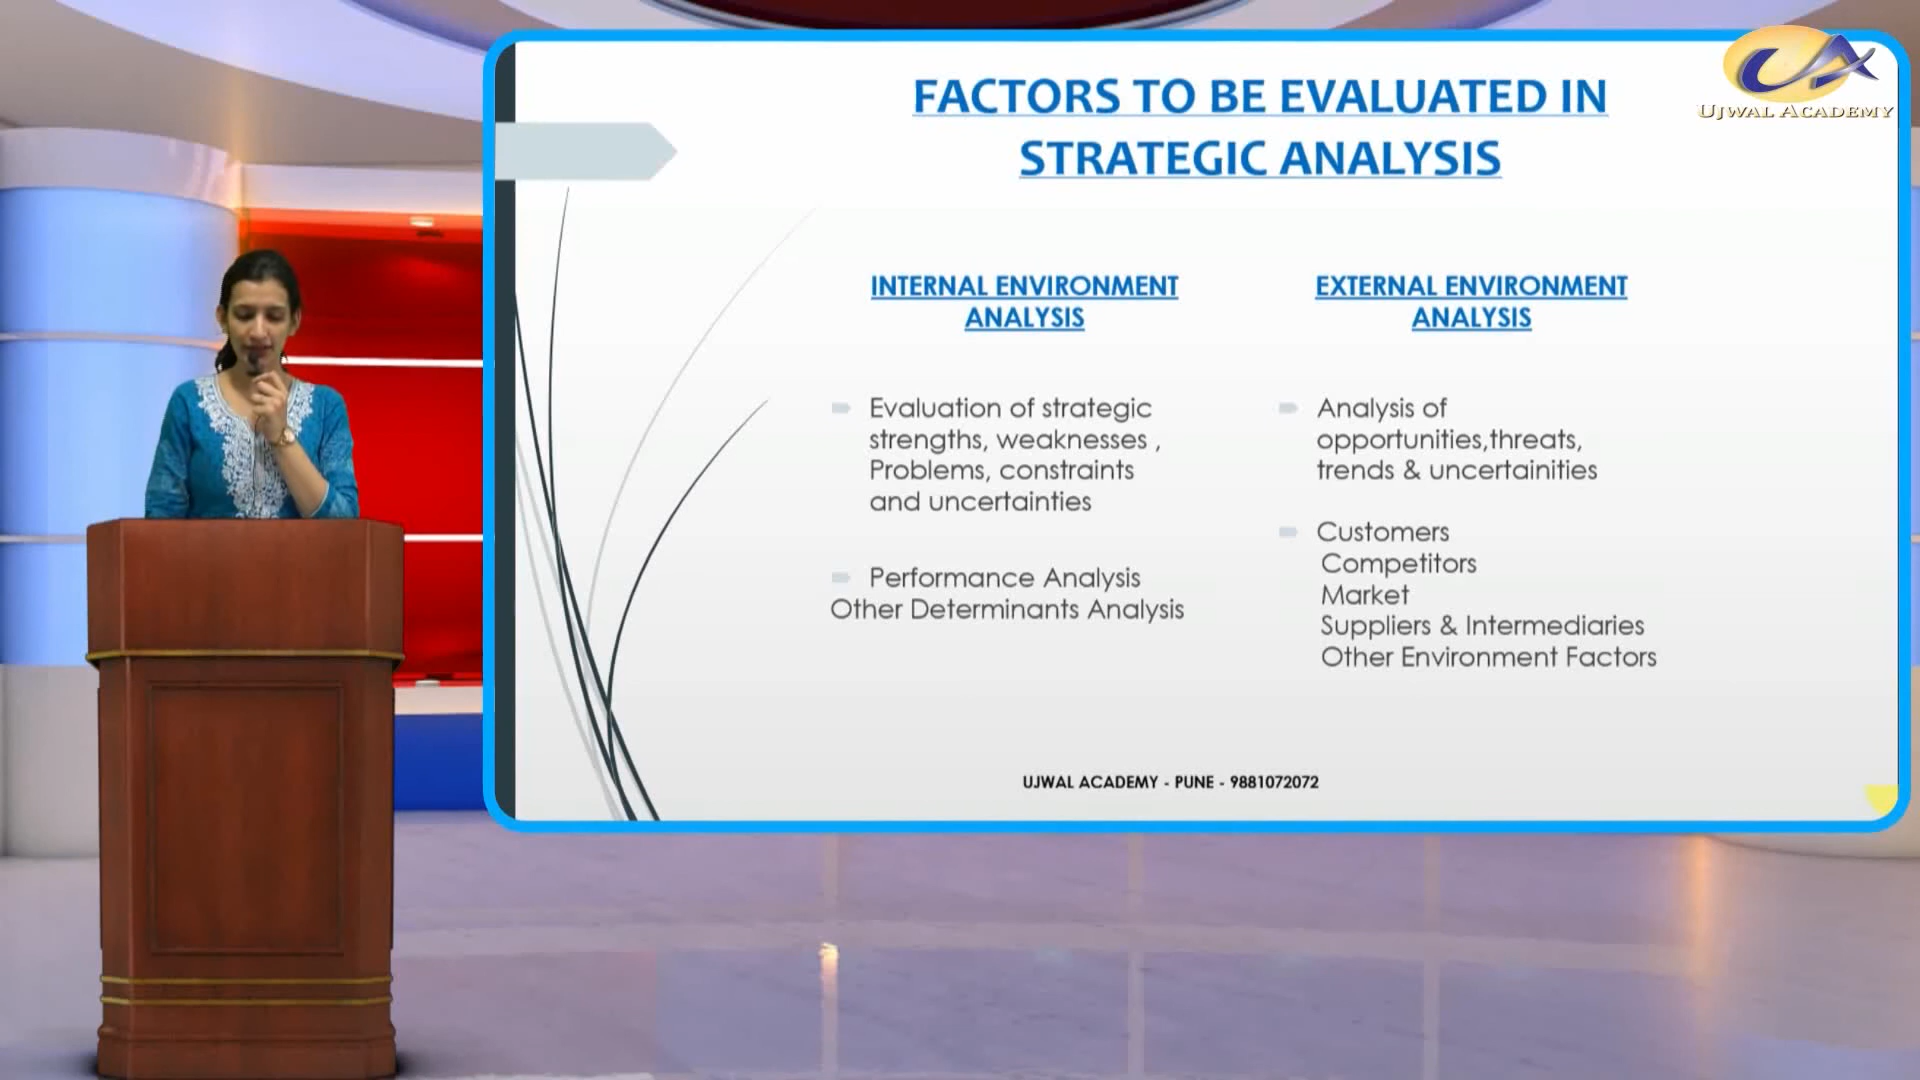 UJWAL ACADEMY
FACTORS TO BE EVALUATED IN
STRATEGIC ANALYSIS
INTERNAL ENVIRONMENT
ANALYSIS
Evaluation of strategic
strengths, weaknesses ,
Problems, constraints
and uncertainties
Performance Analysis
Other Determinants Analysis
EXTERNAL ENVIRONMENT
ANALYSIS
Analysis of
opportunities,threats,
trends & uncertainities
Customers
Competitors
Market
Suppliers & Intermediaries
Other Environment Factors
UJWAL ACADEMY - PUNE - 9881072072